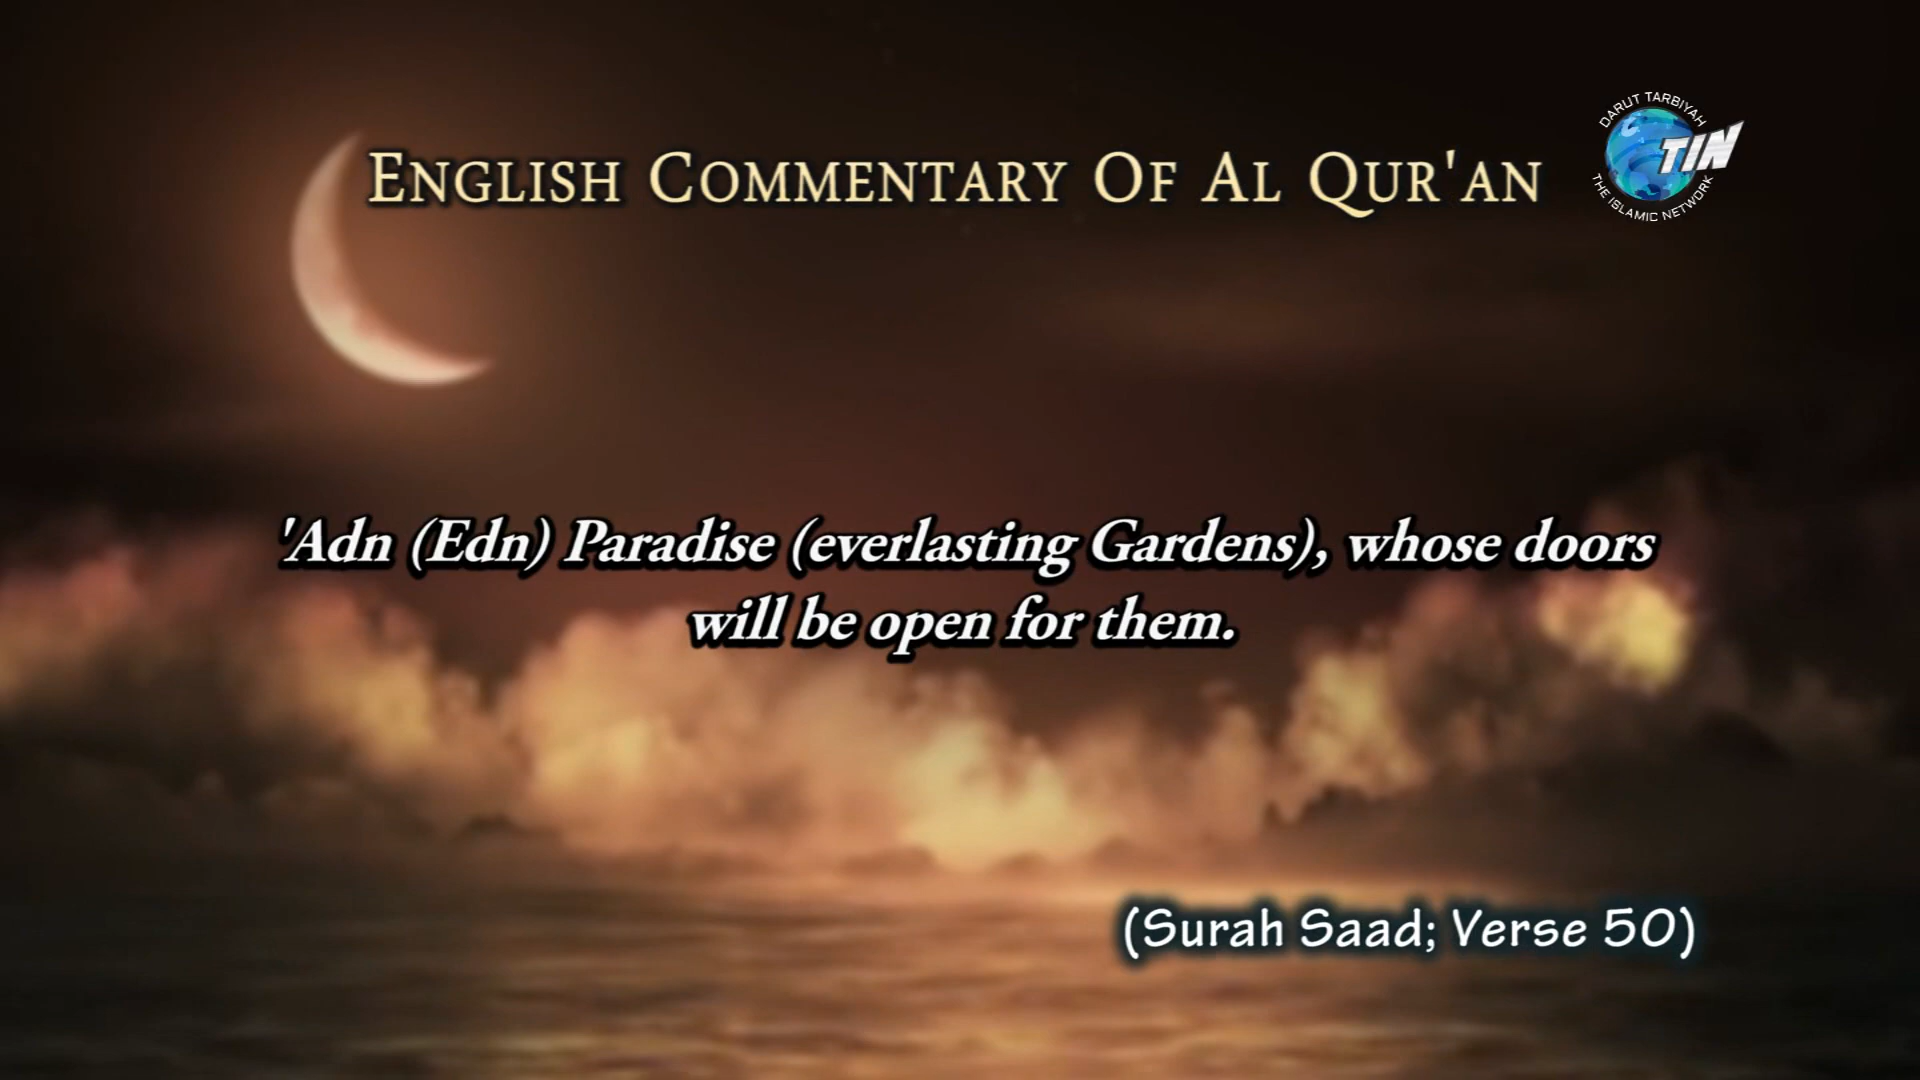 ENGLISH COMMENTARY OF AL QUR'AN
DARUT TARBIYAH
TIN
THE ISLAMIC NETWORK
'Adn (Edn) Paradise (everlasting Gardens), whose doors
will be open for them.
(Surah Saad; Verse 50)